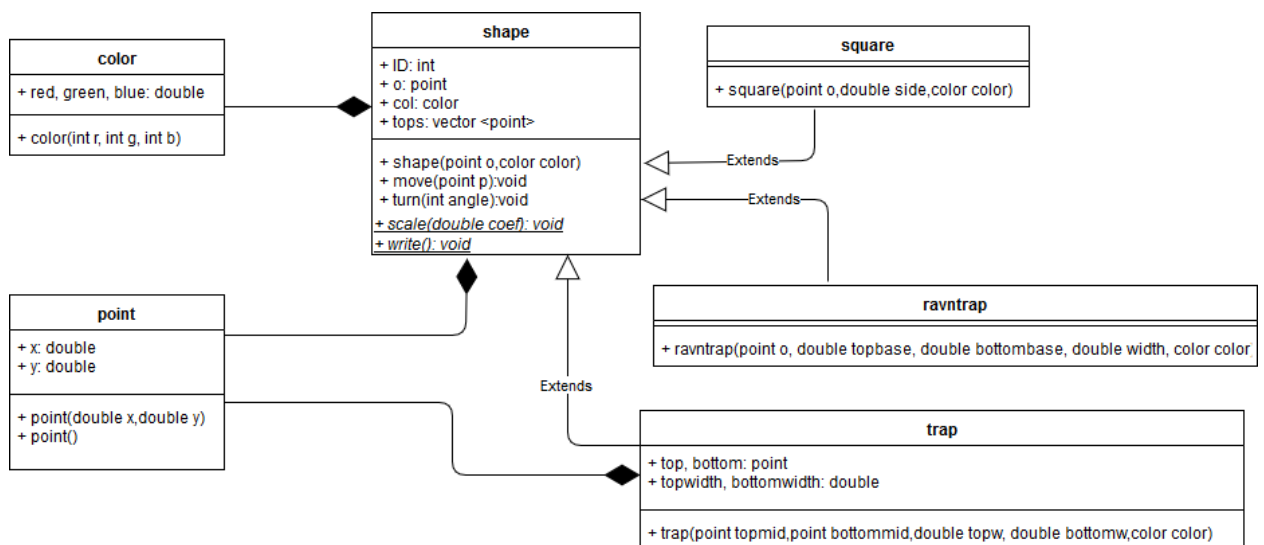 color
+ red, green, blue: double
+ color(int r, int g, int b)
shape
+ ID: int
+ o: point
+ col: color
+ tops: vector <point>
+ shape(point o,color color)
+ move(point p):void
+ turn(int angle):void
+ scale(double coef): void
+ write(): void
square
+ square(point o,double side,color color)
Extends
Extends
ravntrap
+ ravntrap(point o, double topbase, double bottombase, double width, color color)
point
+ x: double
+ y: double
+ point(double x,double y)
+ point()
Extends
trap
+ top, bottom: point
+ topwidth, bottomwidth: double
+ trap(point topmid,point bottommid,double topw, double bottomw,color color)